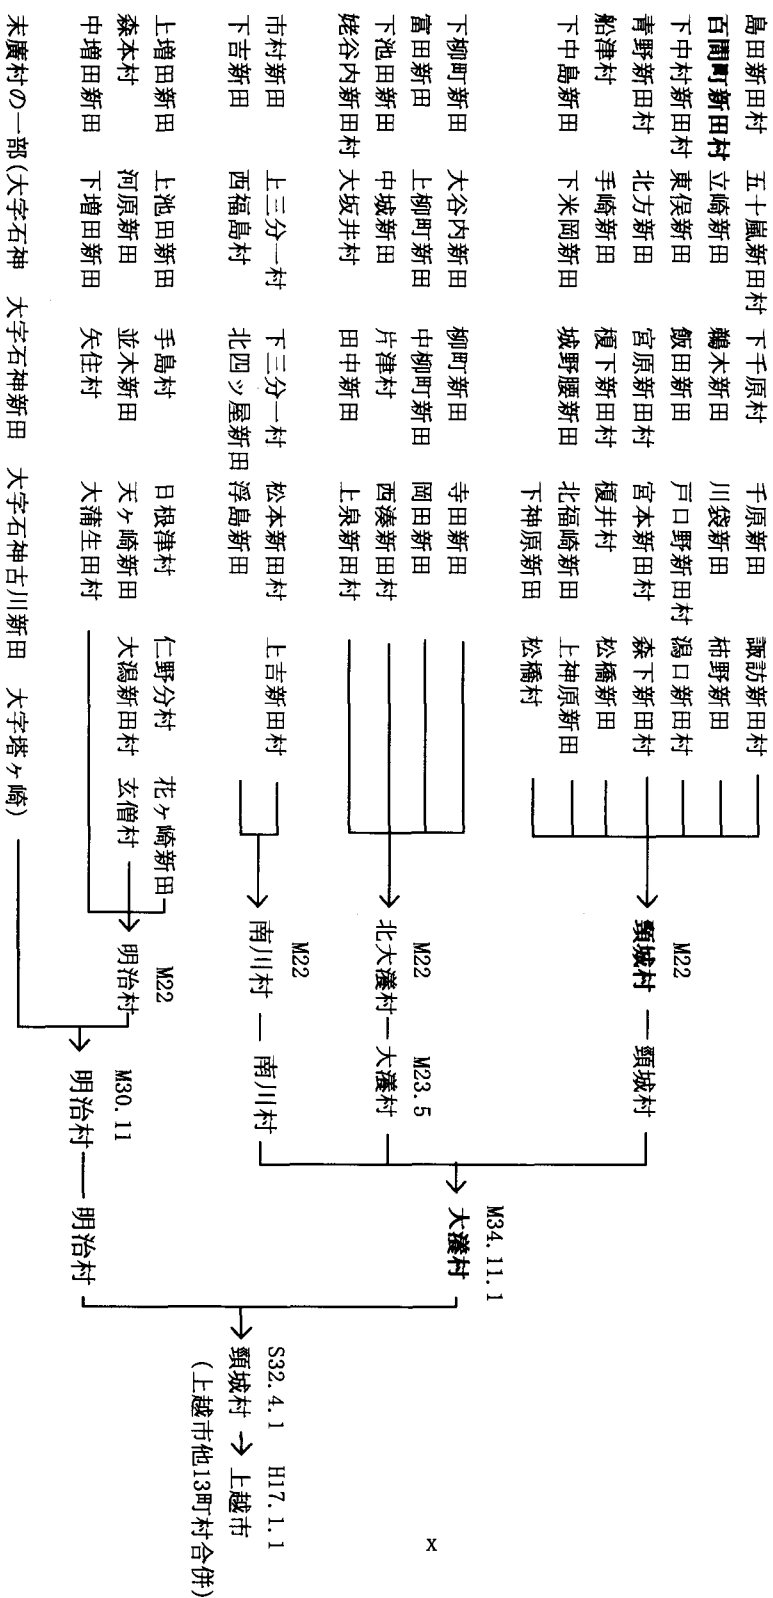 島田新田村 五十嵐新田村 下千原村 千原新田 諏訪新田村
百間町新田村 立崎新田 鵜木新田 川袋新田 柿野新田
下中村新田村 東俣新田 飯田新田 戸口野新田村 潟口新田村
青野新田村 北方新田 宮原新田村 宮本新田村 森下新田村
船津村 手崎新田 榎下新田村 榎井村 松橋新田
下中島新田 下米岡新田 城野腰新田 北福崎新田 上神原新田
下神原新田 松橋村
M22
頸城村 ― 頸城村
下柳町新田 大谷内新田 柳町新田 寺田新田
富田新田 上柳町新田 中柳町新田 岡田新田
下池田新田 中城新田 片津村 西湊新田村
姥谷内新田村 大坂井村 田中新田 上泉新田村
M22 M23.5
北大瀁村 ― 大瀁村
市村新田 上三分一村 下三分一村 松本新田村 上吉新田村
下吉新田 西福島村 北四ッ屋新田 浮島新田
M22
南川村 ― 南川村
M34.11.1
大瀁村
上増田新田 上池田新田 手島村 日根津村 仁野分村 花ヶ崎新田
森本村 河原新田 並木新田 天ヶ崎新田 大潟新田村 玄僧村
中増田新田 下増田新田 矢住村 大蒲生田村
M22
明治村
末廣村の一部(大字石神 大字石神新田 大字石神古川新田 大字塔ヶ崎)
M30.11
明治村 ― 明治村
S32.4.1 H17.1.1
頸城村 → 上越市
(上越市他13町村合併)
x